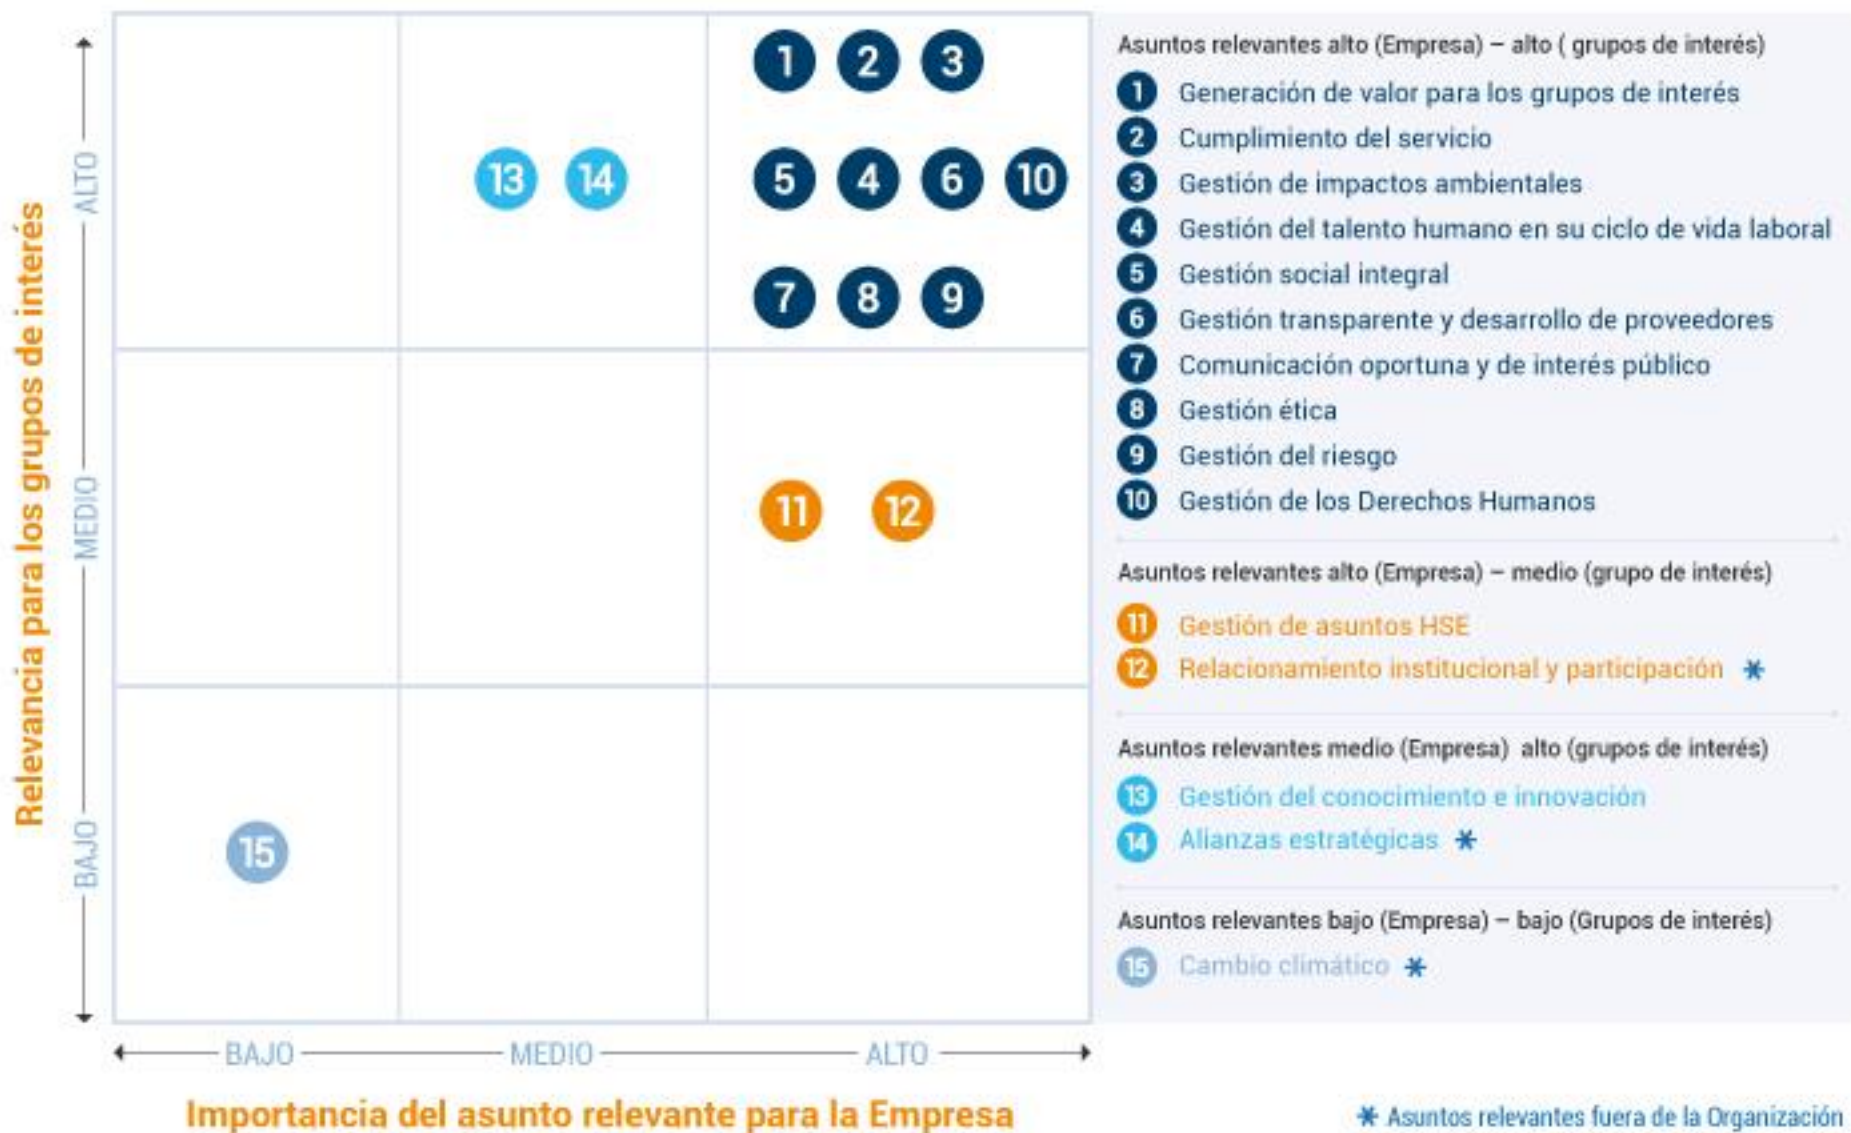 Relevancia para los grupos de interés
ALTO
MEDIO
BAJO
1 2 3
13 14 5 4 6 10
7 8 9
11 12
15
BAJO MEDIO ALTO
Importancia del asunto relevante para la Empresa
Asuntos relevantes alto (Empresa) – alto ( grupos de interés)
1 Generación de valor para los grupos de interés
2 Cumplimiento del servicio
3 Gestión de impactos ambientales
4 Gestión del talento humano en su ciclo de vida laboral
5 Gestión social integral
6 Gestión transparente y desarrollo de proveedores
7 Comunicación oportuna y de interés público
8 Gestión ética
9 Gestión del riesgo
10 Gestión de los Derechos Humanos
Asuntos relevantes alto (Empresa) – medio (grupo de interés)
11 Gestión de asuntos HSE
12 Relacionamiento institucional y participación *
Asuntos relevantes medio (Empresa) alto (grupos de interés)
13 Gestión del conocimiento e innovación
14 Alianzas estratégicas *
Asuntos relevantes bajo (Empresa) – bajo (Grupos de interés)
15 Cambio climático *
* Asuntos relevantes fuera de la Organización